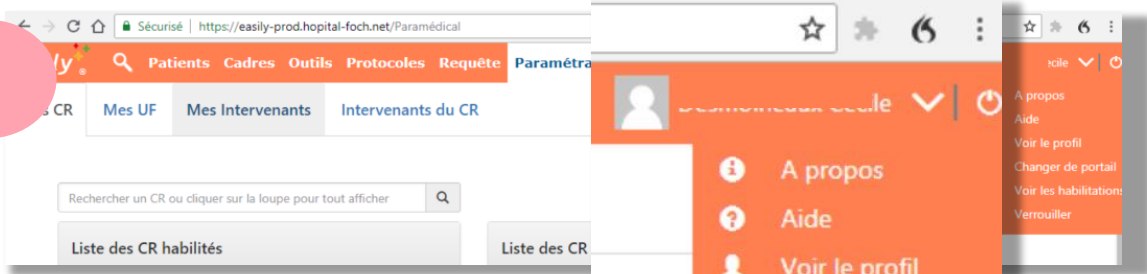 Sécurisé | https://easily-prod.hopital-foch.net/Paramédical
ly
Patients Cadres Outils Protocoles Requête Paramétra
CR Mes UF Mes Intervenants Intervenants du CR
Rechercher un CR ou cliquer sur la loupe pour tout afficher
Liste des CR habilités
Liste des CR
A propos
Aide
Voir le profil
A propos
Aide
Voir le profil
Changer de portail
Voir les habilitations
Verrouiller